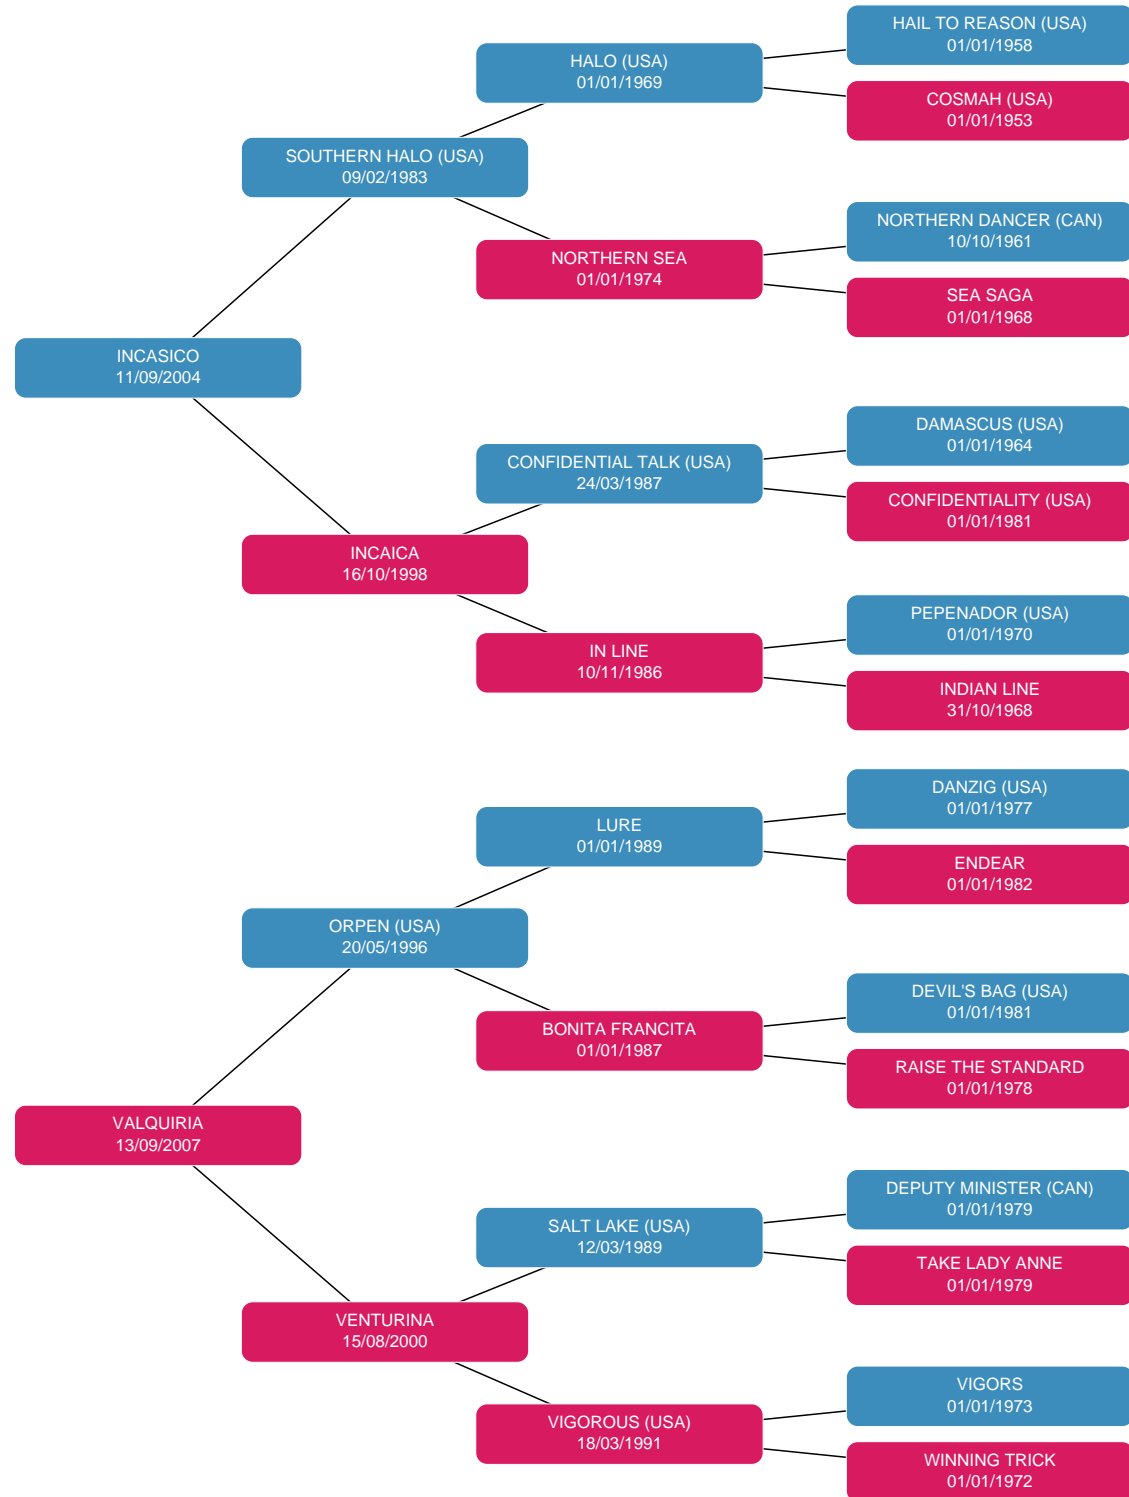 HAIL TO REASON (USA)
01/01/1958
HALO (USA)
01/01/1969
COSMAH (USA)
01/01/1953
SOUTHERN HALO (USA)
09/02/1983
NORTHERN DANCER (CAN)
10/10/1961
NORTHERN SEA
01/01/1974
SEA SAGA
01/01/1968
INCASICO
11/09/2004
DAMASCUS (USA)
01/01/1964
CONFIDENTIAL TALK (USA)
24/03/1987
CONFIDENTIALITY (USA)
01/01/1981
INCAICA
16/10/1998
PEPENADOR (USA)
01/01/1970
IN LINE
10/11/1986
INDIAN LINE
31/10/1968
DANZIG (USA)
01/01/1977
LURE
01/01/1989
ENDEAR
01/01/1982
ORPEN (USA)
20/05/1996
DEVIL'S BAG (USA)
01/01/1981
BONITA FRANCITA
01/01/1987
RAISE THE STANDARD
01/01/1978
VALQUIRIA
13/09/2007
DEPUTY MINISTER (CAN)
01/01/1979
SALT LAKE (USA)
12/03/1989
TAKE LADY ANNE
01/01/1979
VENTURINA
15/08/2000
VIGORS
01/01/1973
VIGOROUS (USA)
18/03/1991
WINNING TRICK
01/01/1972